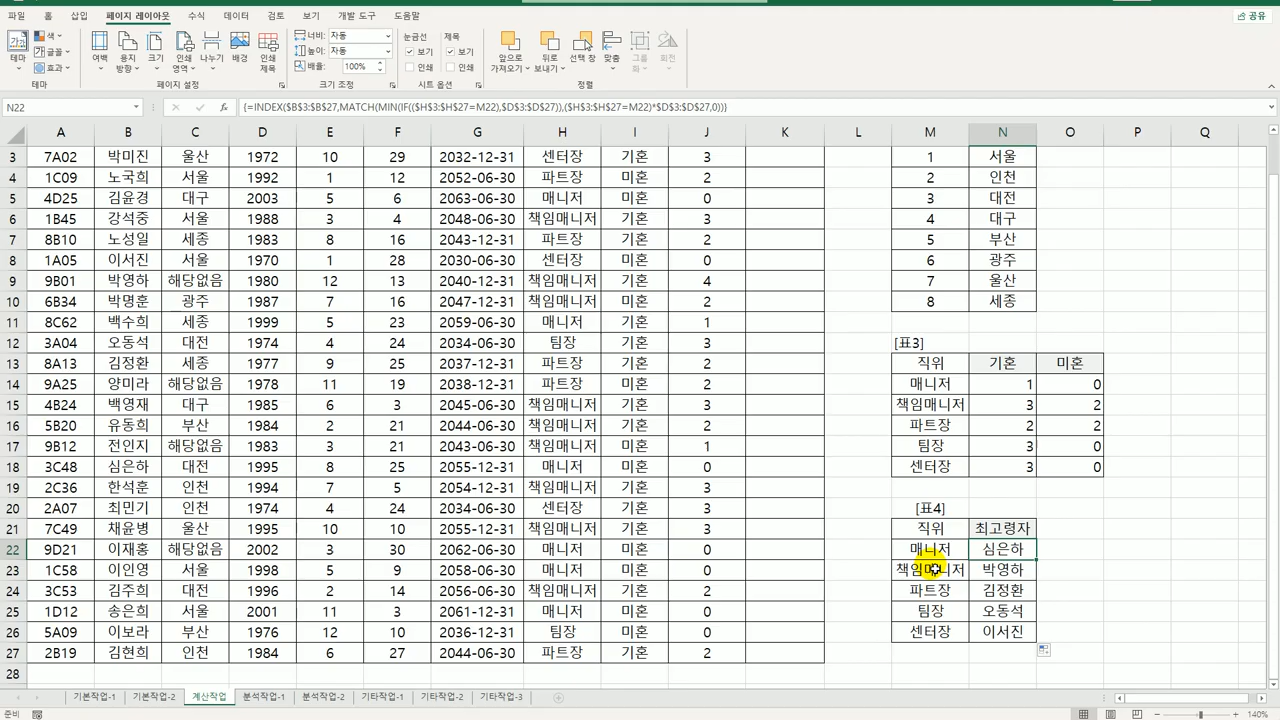 파일 홈 삽입 페이지 레이아웃 수식 데이터 검토 보기 개발 도구 도움말 공유
색 글꼴 효과 테마
여백 용지 방향 크기 인쇄 영역 나누기 배경 인쇄 제목
너비: 자동
높이: 자동
배율: 100%
눈금선 제목
보기 보기
인쇄 인쇄
앞으로 가져오기 뒤로 보내기 선택 창 맞춤 그룹화 회전
테마 페이지 설정 크기 조정 시트 옵션 정렬
N22 {=INDEX($B$3:$B$27,MATCH(MIN(IF(($H$3:$H$27=M22),$D$3:$D$27)),($H$3:$H$27=M22)*$D$3:$D$27,0))}
A B C D E F G H I J K L M N O P Q
3 7A02 박미진 울산 1972 10 29 2032-12-31 센터장 기혼 3 1 서울
4 1C09 노국희 서울 1992 1 12 2052-06-30 파트장 미혼 2 2 인천
5 4D25 김윤경 대구 2003 5 6 2063-06-30 매니저 미혼 0 3 대전
6 1B45 강석중 서울 1988 3 4 2048-06-30 책임매니저 기혼 3 4 대구
7 8B10 노성일 세종 1983 8 16 2043-12-31 파트장 기혼 2 5 부산
8 1A05 이서진 서울 1970 1 28 2030-06-30 센터장 미혼 0 6 광주
9 9B01 박영하 해당없음 1980 12 13 2040-12-31 책임매니저 기혼 4 7 울산
10 6B34 박명훈 광주 1987 7 16 2047-12-31 책임매니저 미혼 2 8 세종
11 8C62 백수희 세종 1999 5 23 2059-06-30 매니저 기혼 1
12 3A04 오동석 대전 1974 4 24 2034-06-30 팀장 기혼 3 [표3]
13 8A13 김정환 세종 1977 9 25 2037-12-31 파트장 기혼 2 직위 기혼 미혼
14 9A25 양미라 해당없음 1978 11 19 2038-12-31 파트장 미혼 2 매니저 1 0
15 4B24 백영재 대구 1985 6 3 2045-06-30 책임매니저 기혼 3 책임매니저 3 2
16 5B20 유동희 부산 1984 2 21 2044-06-30 책임매니저 기혼 2 파트장 2 2
17 9B12 전인지 해당없음 1983 3 21 2043-06-30 책임매니저 미혼 1 팀장 3 0
18 3C48 심은하 대전 1995 8 25 2055-12-31 매니저 미혼 0 센터장 3 0
19 2C36 한석훈 인천 1994 7 5 2054-12-31 책임매니저 기혼 3
20 2A07 최민기 인천 1974 4 24 2034-06-30 센터장 기혼 3 [표4]
21 7C49 채윤병 울산 1995 10 10 2055-12-31 책임매니저 기혼 3 직위 최고령자
22 9D21 이재홍 해당없음 2002 3 30 2062-06-30 매니저 미혼 0 매니저 심은하
23 1C58 이인영 서울 1998 5 9 2058-06-30 매니저 미혼 0 책임매니저 박영하
24 3C53 김주희 대전 1996 2 14 2056-06-30 책임매니저 기혼 2 파트장 김정환
25 1D12 송은희 서울 2001 11 3 2061-12-31 매니저 미혼 0 팀장 오동석
26 5A09 이보라 부산 1976 12 10 2036-12-31 팀장 미혼 0 센터장 이서진
27 2B19 김현희 인천 1984 6 27 2044-06-30 파트장 기혼 2
28
기본작업-1 기본작업-2 계산작업 분석작업-1 분석작업-2 기타작업-1 기타작업-2 기타작업-3
준비 140%